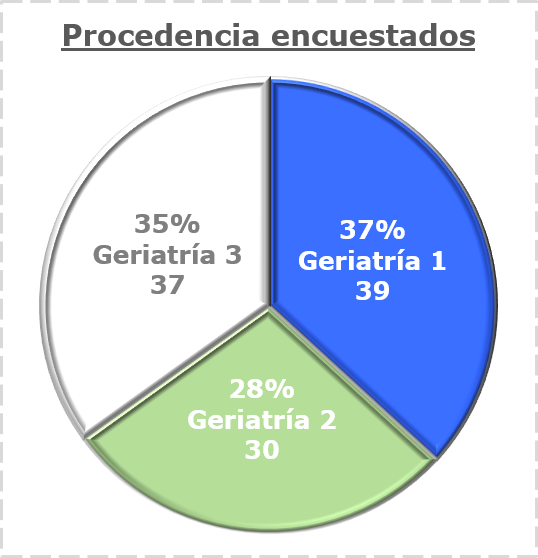 Procedencia encuestados
35%
Geriatría 3
37
37%
Geriatría 1
39
28%
Geriatría 2
30